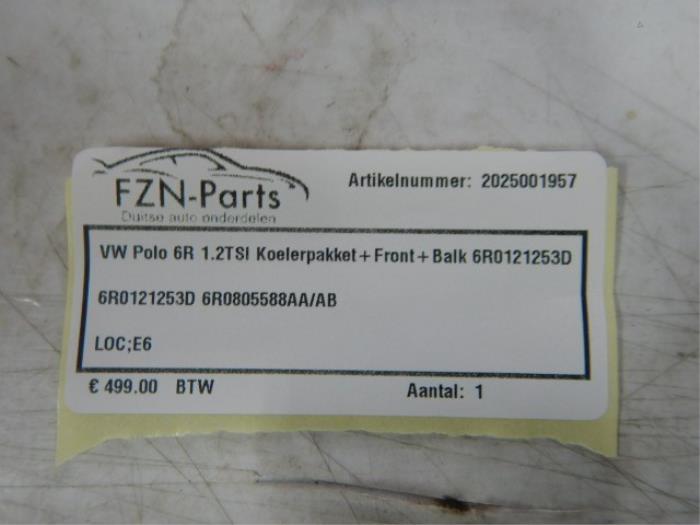 FZN-Parts
Duitse auto onderdelen
Artikelnummer: 2025001957
VW Polo 6R 1.2TSI Koelerpakket+Front+Balk 6R0121253D
6R0121253D 6R0805588AA/AB
LOC;E6
€ 499.00 BTW
Aantal: 1